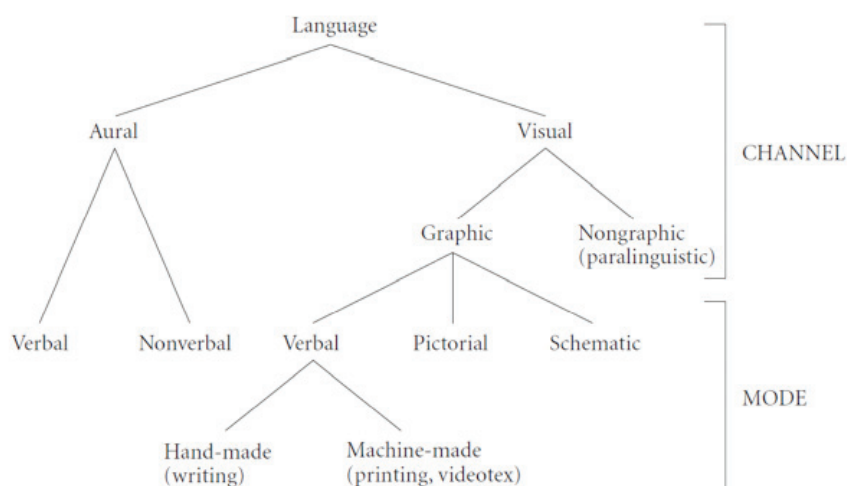 Language
Aural
Visual
CHANNEL
Graphic
Nongraphic
(paralinguistic)
Verbal
Nonverbal
Verbal
Pictorial
Schematic
MODE
Hand-made
(writing)
Machine-made
(printing, videotex)